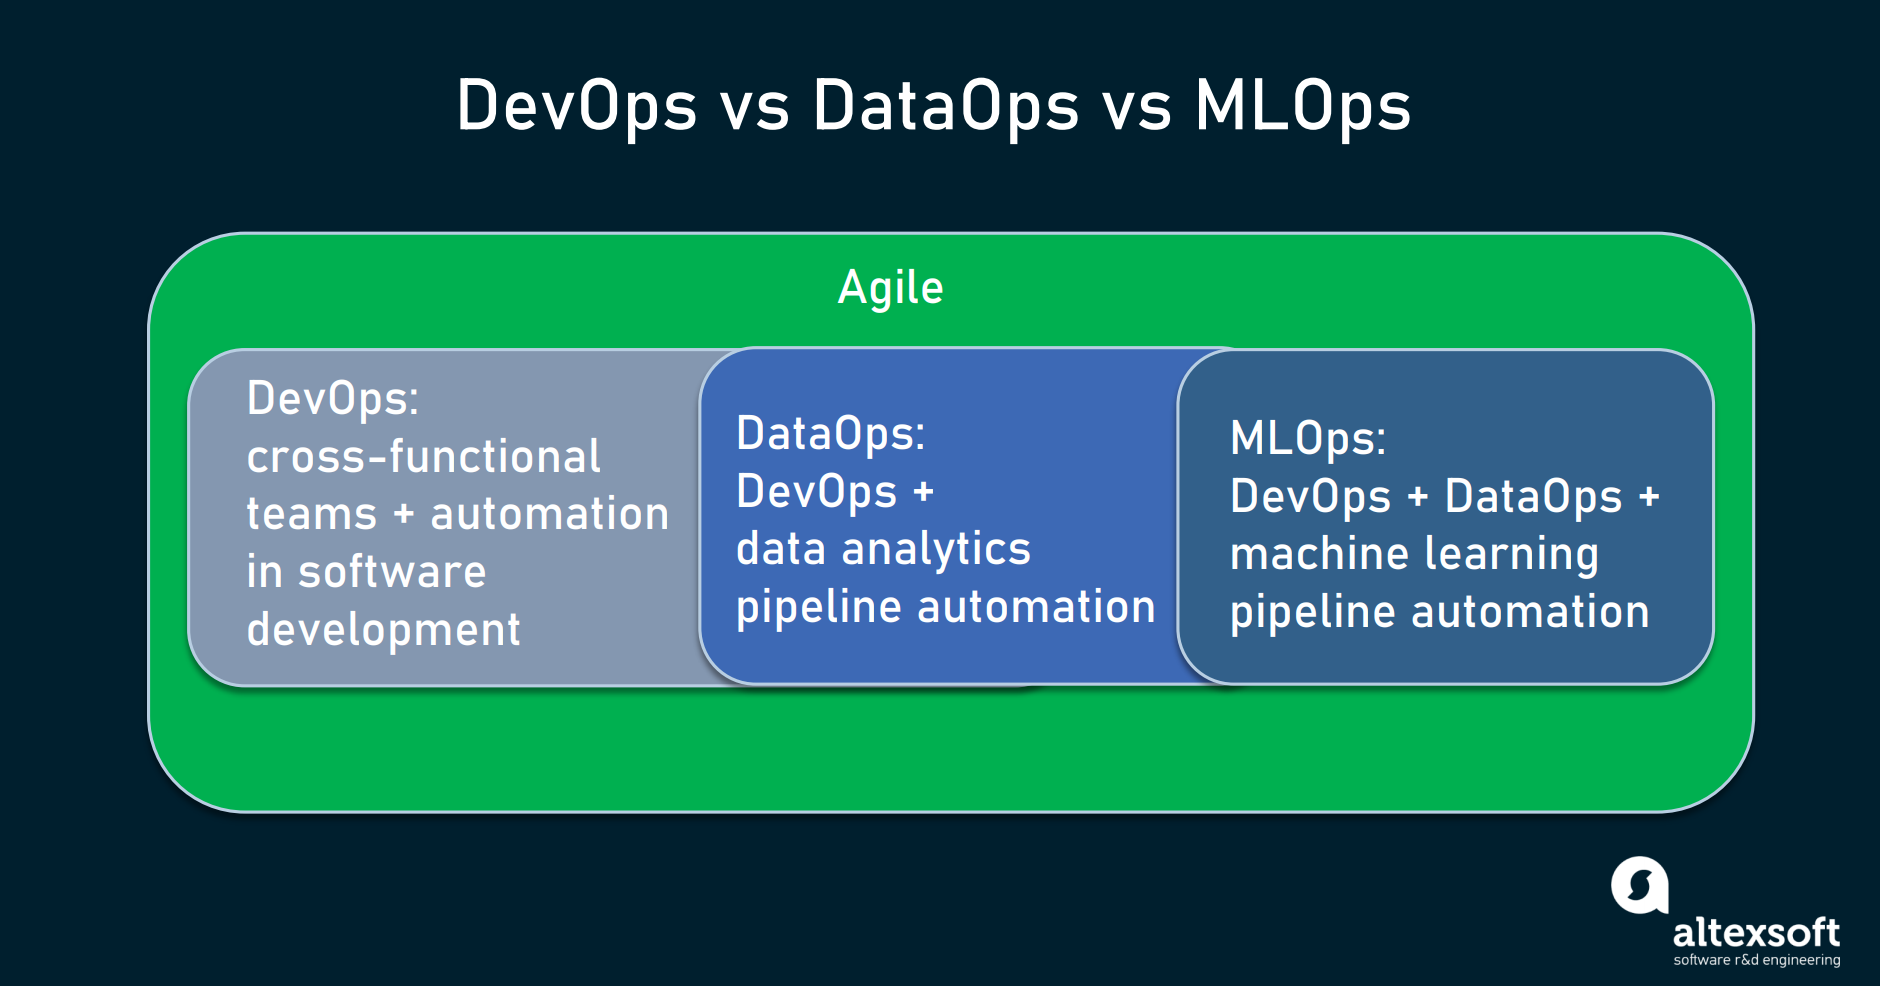 DevOps vs DataOps vs MLOps
Agile
DevOps:
cross-functional
teams + automation
in software
development
DataOps:
DevOps +
data analytics
pipeline automation
MLOps:
DevOps + DataOps +
machine learning
pipeline automation
altexsoft
software r&d engineering